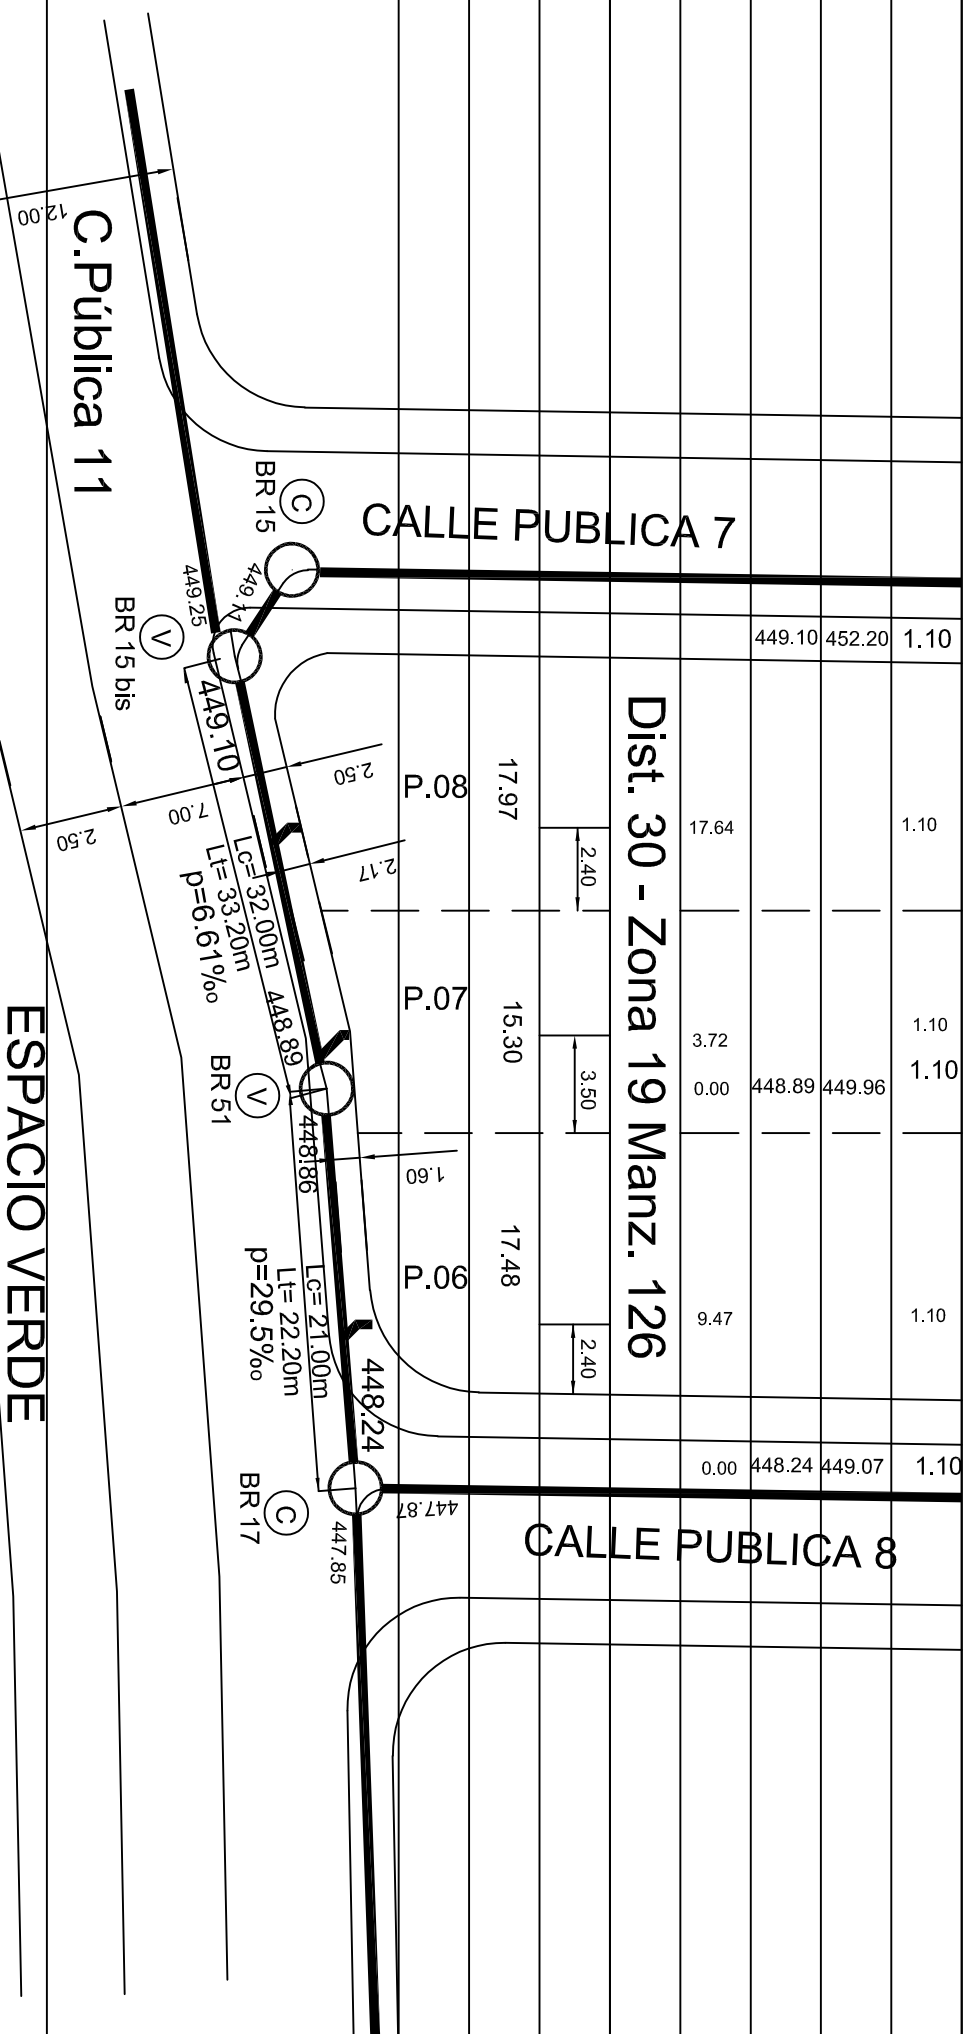 12.00
C.Pública 11
BR 15
C
CALLE PUBLICA 7
449.25
449.11
BR 15 bis
V
449.10
449.10 452.20 1.10
2.50
7.00
2.50
2.17
Lc= 32.00m
Lt= 33.20m
p=6.61‰
P.08
17.97
2.40
Dist. 30 - Zona 19 Manz. 126
17.64
1.10
P.07
15.30
3.50
3.72
1.10
0.00 448.89 449.96 1.10
448.89
BR 51
V
448.86
1.60
ESPACIO VERDE
Lc= 21.00m
Lt= 22.20m
p=29.5‰
P.06
17.48
2.40
9.47
1.10
448.24
0.00 448.24 449.07 1.10
BR 17
C
447.87
447.85
CALLE PUBLICA 8